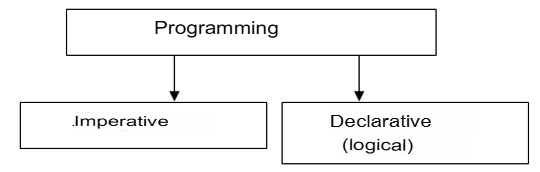 Programming
.Imperative
Declarative
(logical)